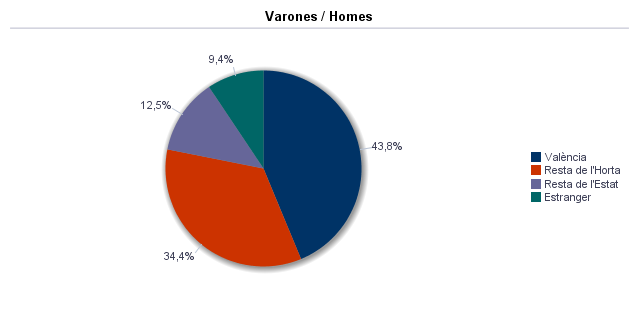 Varones / Homes
9,4%
12,5%
43,8%
34,4%
València
Resta de l'Horta
Resta de l'Estat
Estranger